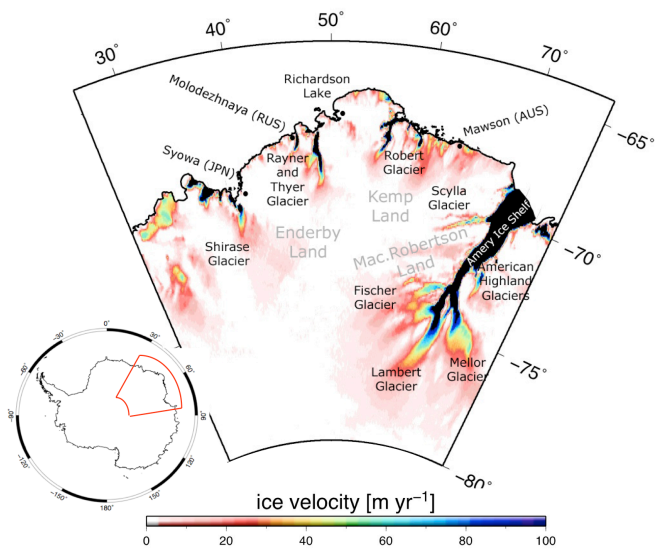 30°
40°
50°
60°
70°
−65°
−70°
−75°
−80°
Richardson
Lake
Molodezhnaya (RUS)
Mawson (AUS)
Syowa (JPN)
Rayner
and
Thyer
Glacier
Robert
Glacier
Scylla
Glacier
Kemp
Land
Enderby
Land
Shirase
Glacier
Mac.Robertson
Land
Amery Ice Shelf
American
Highland
Glaciers
Fischer
Glacier
Lambert
Glacier
Mellor
Glacier
0°
30°
60°
90°
120°
150°
180°
−150°
−120°
−90°
−60°
−30°
ice velocity [m yr⁻¹]
0 20 40 60 80 100